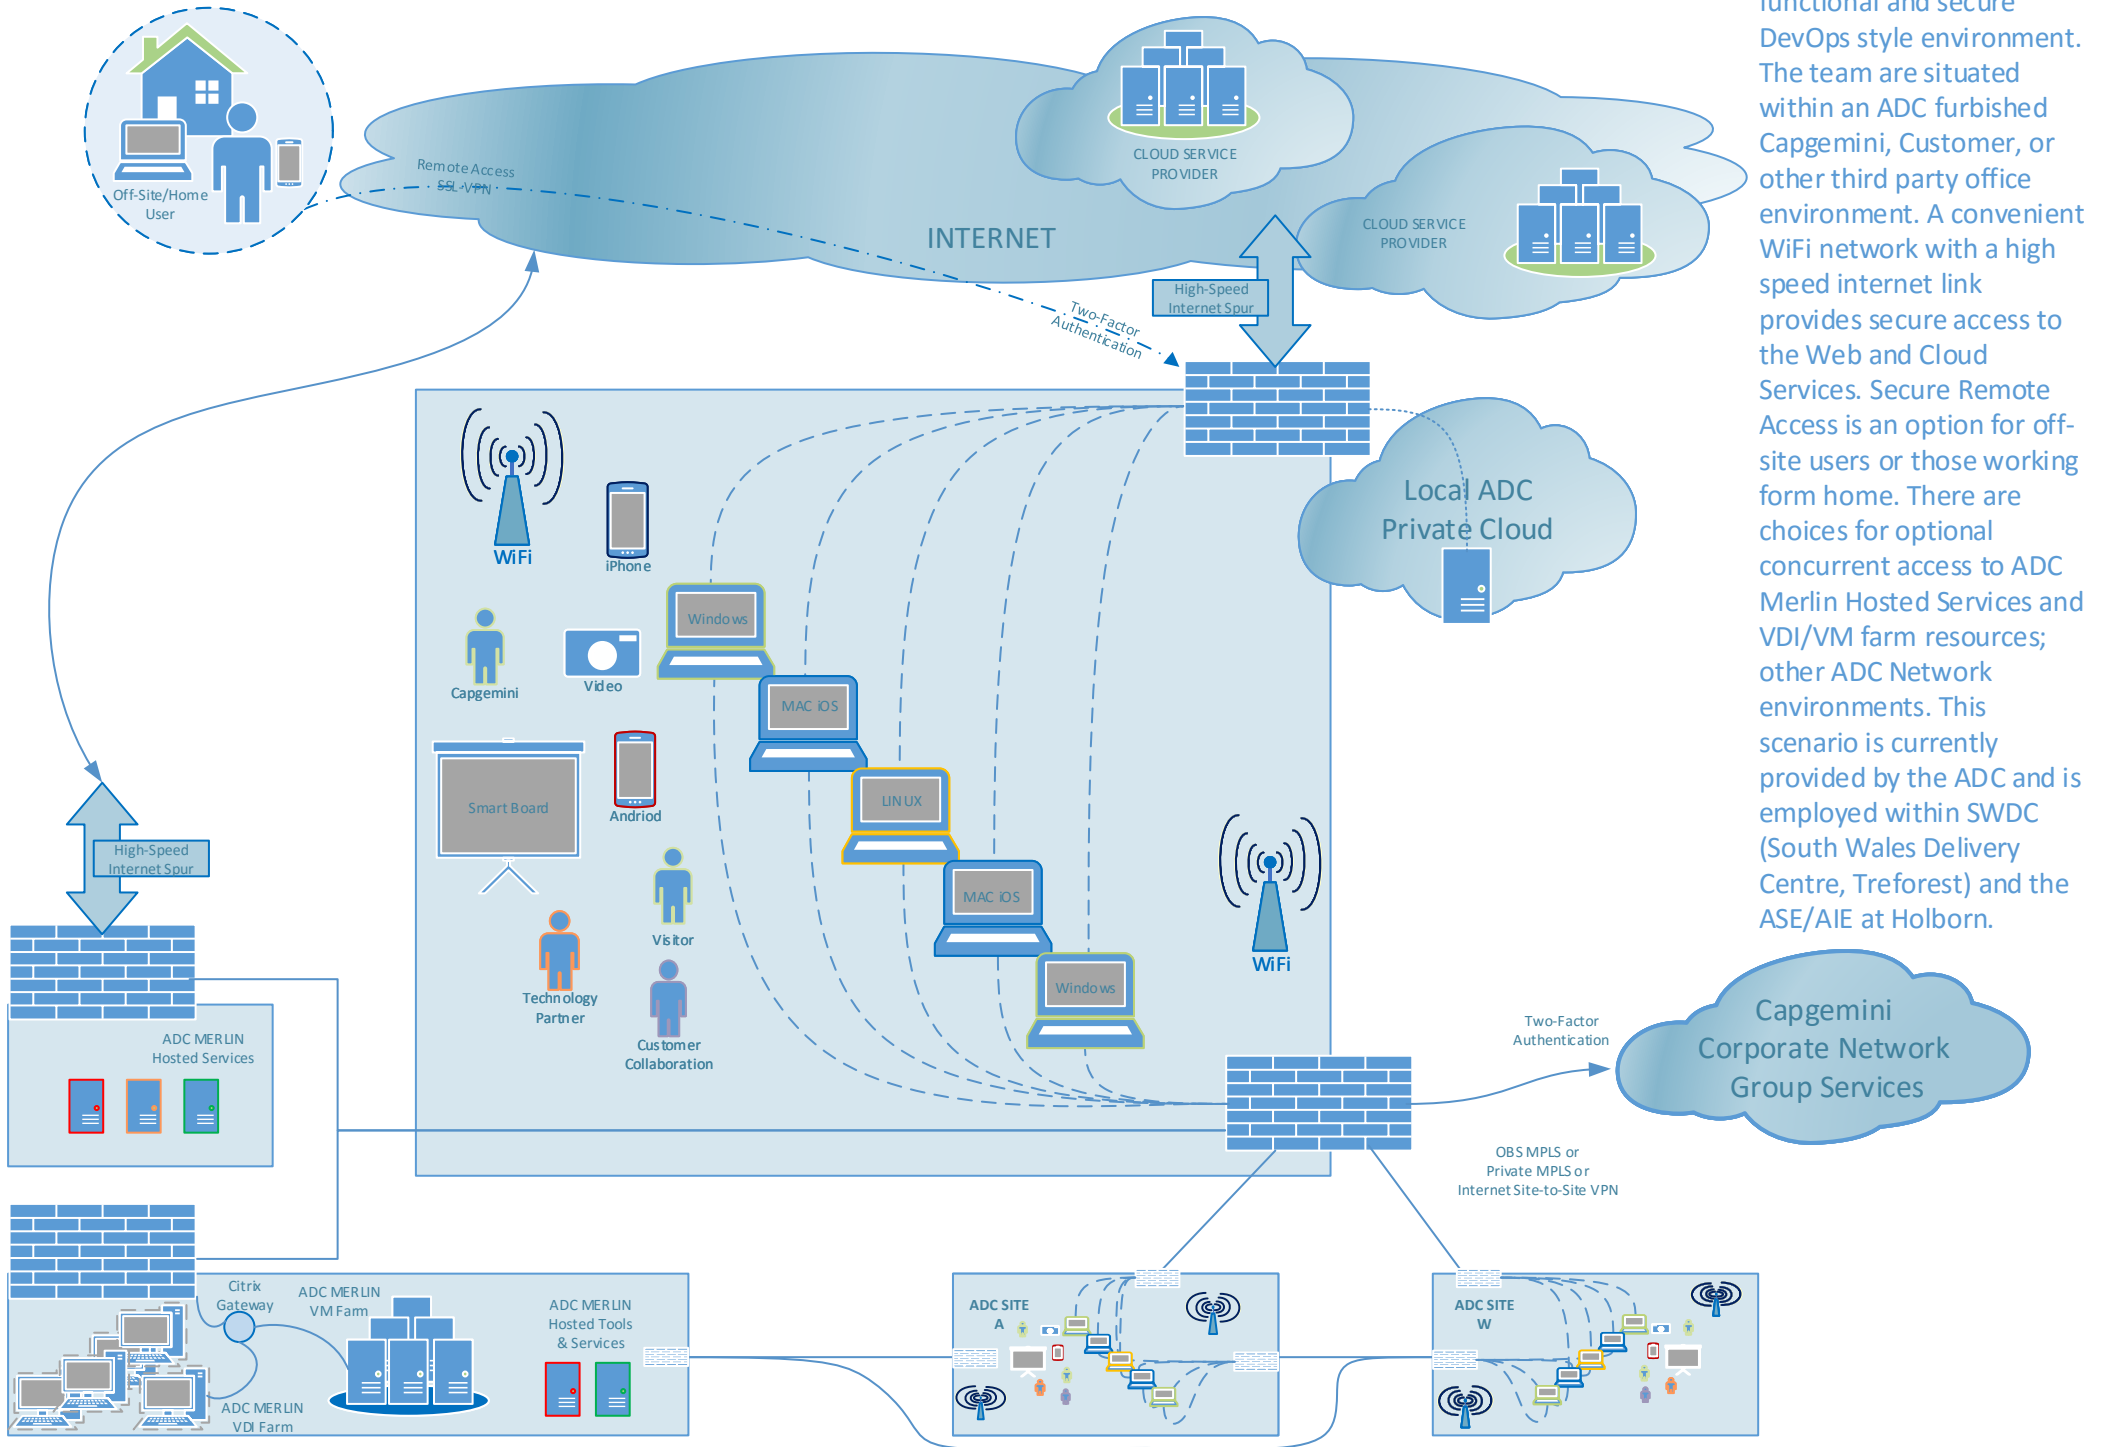 functional and secure
DevOps style environment.
The team are situated
within an ADC furbished
Capgemini, Customer, or
other third party office
environment. A convenient
WiFi network with a high
speed internet link
provides secure access to
the Web and Cloud
Services. Secure Remote
Access is an option for off-
site users or those working
form home. There are
choices for optional
concurrent access to ADC
Merlin Hosted Services and
VDI/VM farm resources;
other ADC Network
environments. This
scenario is currently
provided by the ADC and is
employed within SWDC
(South Wales Delivery
Centre, Treforest) and the
ASE/AIE at Holborn.
Off-Site/Home
User
Remote Access
SSL-VPN
CLOUD SERVICE
PROVIDER
CLOUD SERVICE
PROVIDER
INTERNET
High-Speed
Internet Spur
Two-Factor
Authentication
Local ADC
Private Cloud
WiFi
iPhone
Windows
Capgemini
Video
MAC iOS
Smart Board
Andriod
LINUX
MAC iOS
Visitor
Technology
Partner
Customer
Collaboration
Windows
WiFi
High-Speed
Internet Spur
ADC MERLIN
Hosted Services
Two-Factor
Authentication
Capgemini
Corporate Network
Group Services
OBS MPLS or
Private MPLS or
Internet Site-to-Site VPN
Citrix
Gateway
ADC MERLIN
VM Farm
ADC MERLIN
Hosted Tools
& Services
ADC MERLIN
VDI Farm
ADC SITE
A
ADC SITE
W